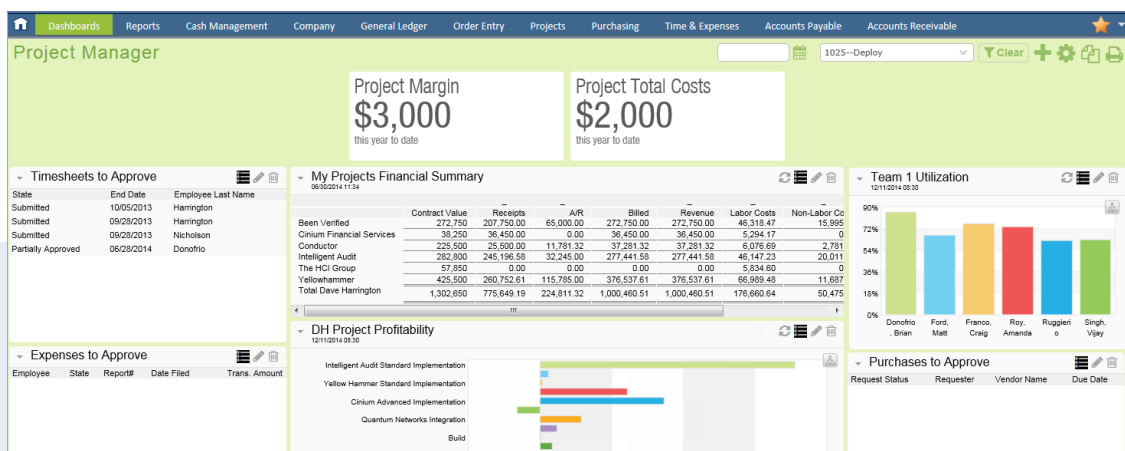 Dashboards Reports Cash Management Company General Ledger Order Entry Projects Purchasing Time & Expenses Accounts Payable Accounts Receivable
Project Manager
1025--Deploy
Clear
Project Margin
$3,000
this year to date
Project Total Costs
$2,000
this year to date
Timesheets to Approve
State End Date Employee Last Name
Submitted 10/05/2013 Harrington
Submitted 09/28/2013 Harrington
Submitted 09/28/2013 Nicholson
Partially Approved 06/28/2014 Donofrio
Expenses to Approve
Employee State Report# Date Filed Trans. Amount
My Projects Financial Summary
06/30/2014 11:34
Contract Value Receipts A/R Billed Revenue Labor Costs Non-Labor Co
Been Verified 272,750 207,750.00 65,000.00 272,750.00 272,750.00 46,318.47 15,995
Cinium Financial Services 38,250 36,450.00 0.00 36,450.00 36,450.00 5,294.17 0
Conductor 225,500 25,500.00 11,781.32 37,281.32 37,281.32 6,076.69 2,781
Intelligent Audit 282,800 245,196.58 32,245.00 277,441.58 277,441.58 46,147.23 20,011
The HCI Group 57,850 0.00 0.00 0.00 0.00 5,834.60 0
Yellowhammer 425,500 260,752.61 115,785.00 376,537.61 376,537.61 66,989.48 11,687
Total Dave Harrington 1,302,650 775,649.19 224,811.32 1,000,460.51 1,000,460.51 176,660.64 50,475
DH Project Profitability
12/11/2014 08:30
Intelligent Audit Standard Implementation
Yellow Hammer Standard Implementation
Cinium Advanced Implementation
Quantum Networks Integration
Build
Team 1 Utilization
12/11/2014 08:30
90%
72%
54%
36%
18%
0%
Donofrio Ford, Franco, Roy, Ruggieri Singh,
, Brian Matt Craig Amanda o Vijay
Purchases to Approve
Request Status Requester Vendor Name Due Date